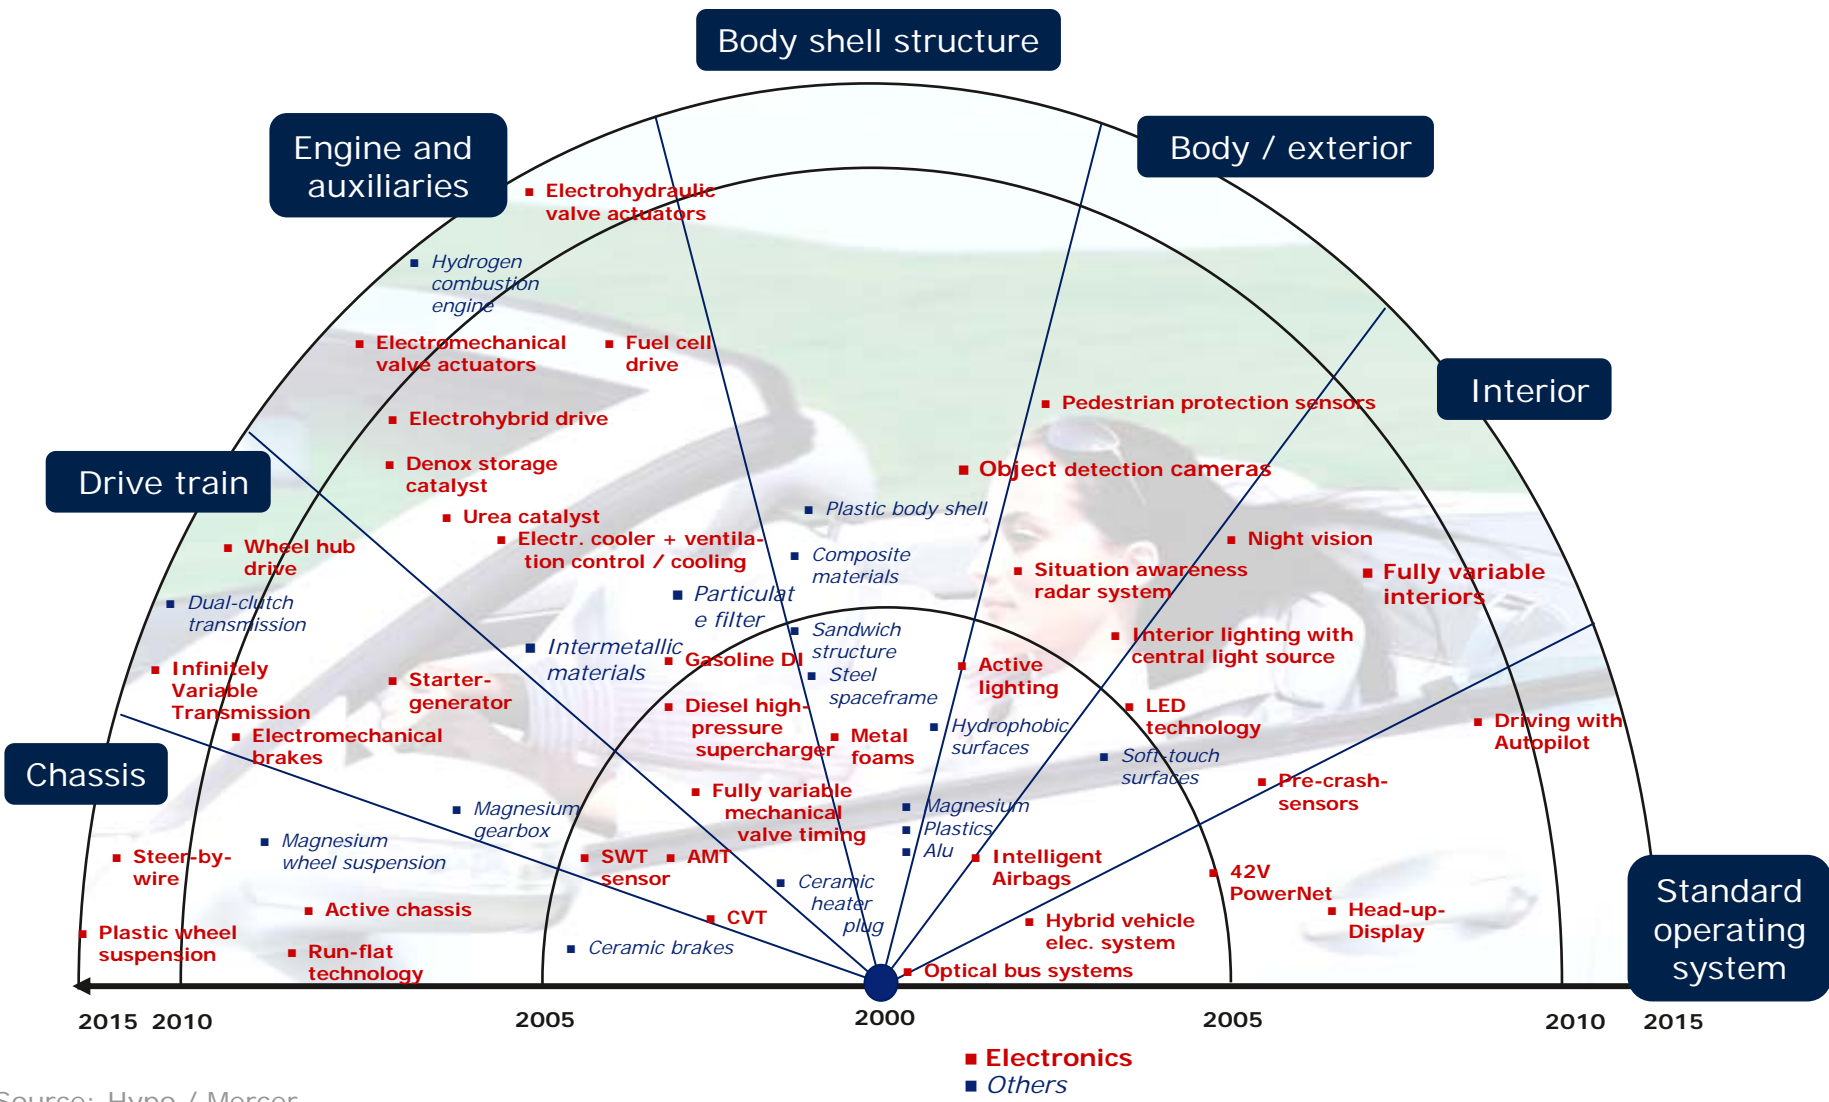 Body shell structure
Engine and
auxiliaries
Body / exterior
Electrohydraulic
valve actuators
Hydrogen
combustion
engine
Electromechanical
valve actuators
Fuel cell
drive
Interior
Pedestrian protection sensors
Electrohybrid drive
Drive train
Denox storage
catalyst
Object detection cameras
Plastic body shell
Urea catalyst
Electr. cooler + ventila-
tion control / cooling
Night vision
Wheel hub
drive
Composite
materials
Situation awareness
radar system
Fully variable
interiors
Dual-clutch
transmission
Particulat
e filter
Sandwich
structure
Interior lighting with
central light source
Intermetallic
materials
Gasoline DI
Infinitely
Variable
Transmission
Starter-
generator
Steel
spaceframe
Active
lighting
Diesel high-
pressure
supercharger
LED
technology
Driving with
Autopilot
Electromechanical
brakes
Metal
foams
Hydrophobic
surfaces
Soft-touch
surfaces
Chassis
Pre-crash-
sensors
Fully variable
mechanical
valve timing
Magnesium
gearbox
Magnesium
Plastics
Alu
Magnesium
wheel suspension
Steer-by-
wire
SWT
sensor
AMT
Intelligent
Airbags
42V
PowerNet
Ceramic
heater
plug
Standard
operating
system
Active chassis
CVT
Hybrid vehicle
elec. system
Head-up-
Display
Plastic wheel
suspension
Run-flat
technology
Ceramic brakes
Optical bus systems
2015 2010 2005 2000 2005 2010 2015
Electronics
Others
Source: Hypo / Mercer